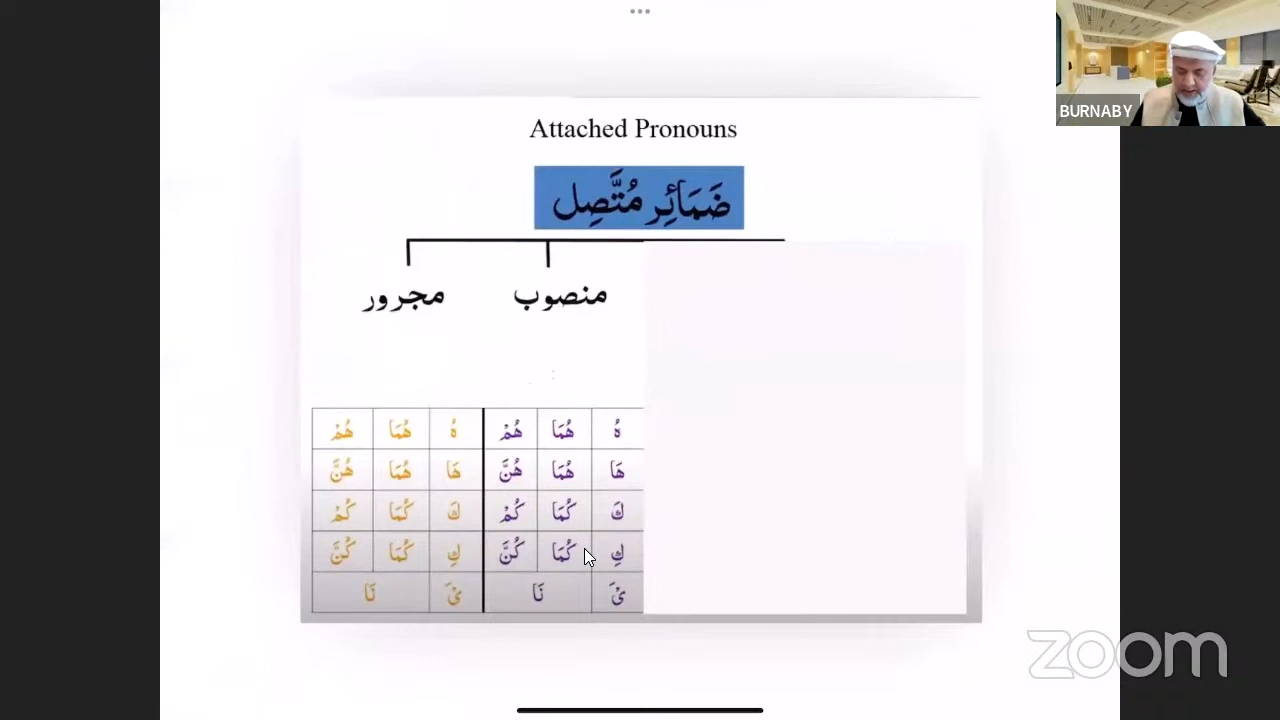 BURNABY
Attached Pronouns
ضَمَائِر مُتَّصِل
منصوب مجرور
هُ هُمَا هُمْ هُ هُمَا هُمْ
هَا هُمَا هُنَّ هَا هُمَا هُنَّ
كَ كُمَا كُمْ كَ كُمَا كُمْ
كِ كُمَا كُنَّ كِ كُمَا كُنَّ
یْ َ نَا یْ َ نَا
zoom